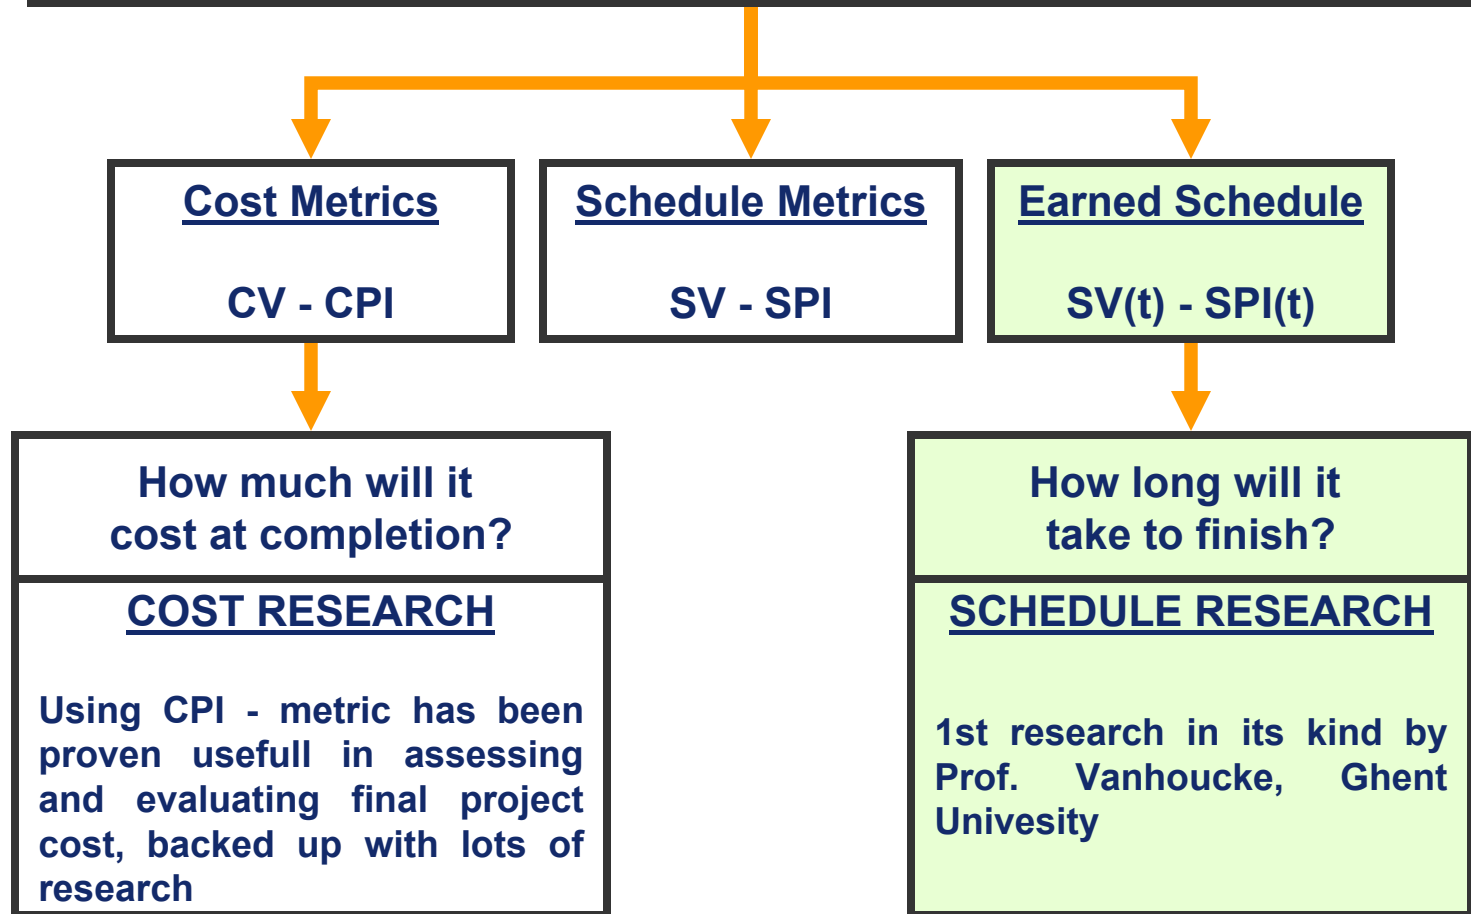 Cost Metrics
CV - CPI
Schedule Metrics
SV - SPI
Earned Schedule
SV(t) - SPI(t)
How much will it
cost at completion?
COST RESEARCH
Using CPI - metric has been
proven usefull in assessing
and evaluating final project
cost, backed up with lots of
research
How long will it
take to finish?
SCHEDULE RESEARCH
1st research in its kind by
Prof. Vanhoucke, Ghent
Univesity